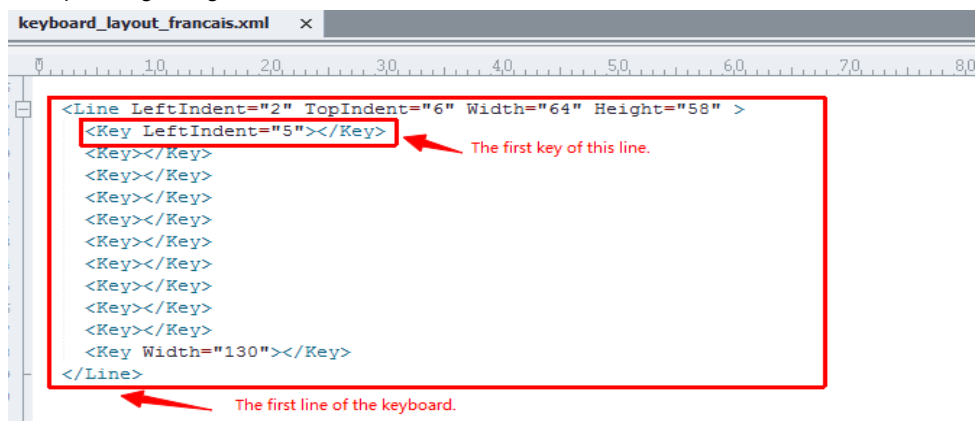 keyboard_layout_francais.xml ×
0 1,0 2,0 3,0 4,0 5,0 6,0 7,0 8,0
<Line LeftIndent="2" TopIndent="6" Width="64" Height="58" >
<Key LeftIndent="5"></Key>
The first key of this line.
<Key></Key>
<Key></Key>
<Key></Key>
<Key></Key>
<Key></Key>
<Key></Key>
<Key></Key>
<Key></Key>
<Key></Key>
<Key Width="130"></Key>
</Line>
The first line of the keyboard.